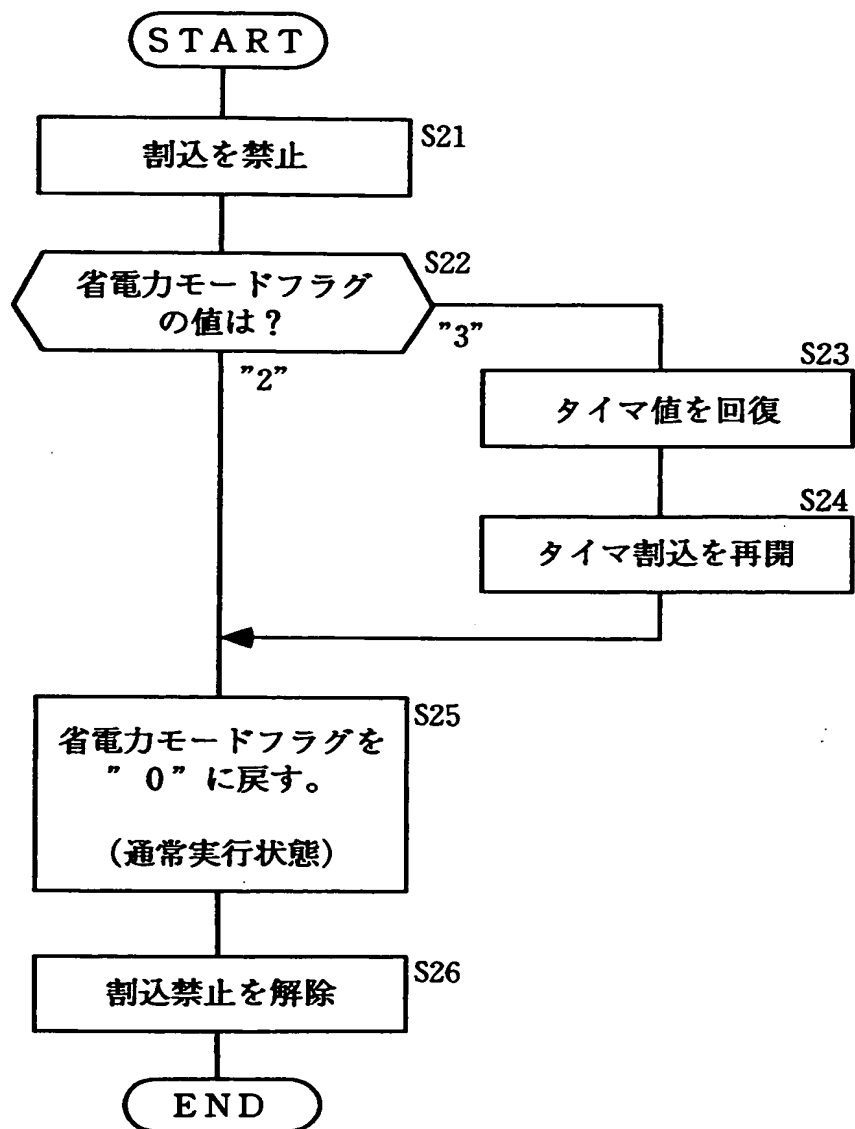 START
割込を禁止
S21
省電力モードフラグ
の値は？
S22
"3"
"2"
S23
タイマ値を回復
S24
タイマ割込を再開
S25
省電力モードフラグを
" 0" に戻す。
（通常実行状態）
S26
割込禁止を解除
END